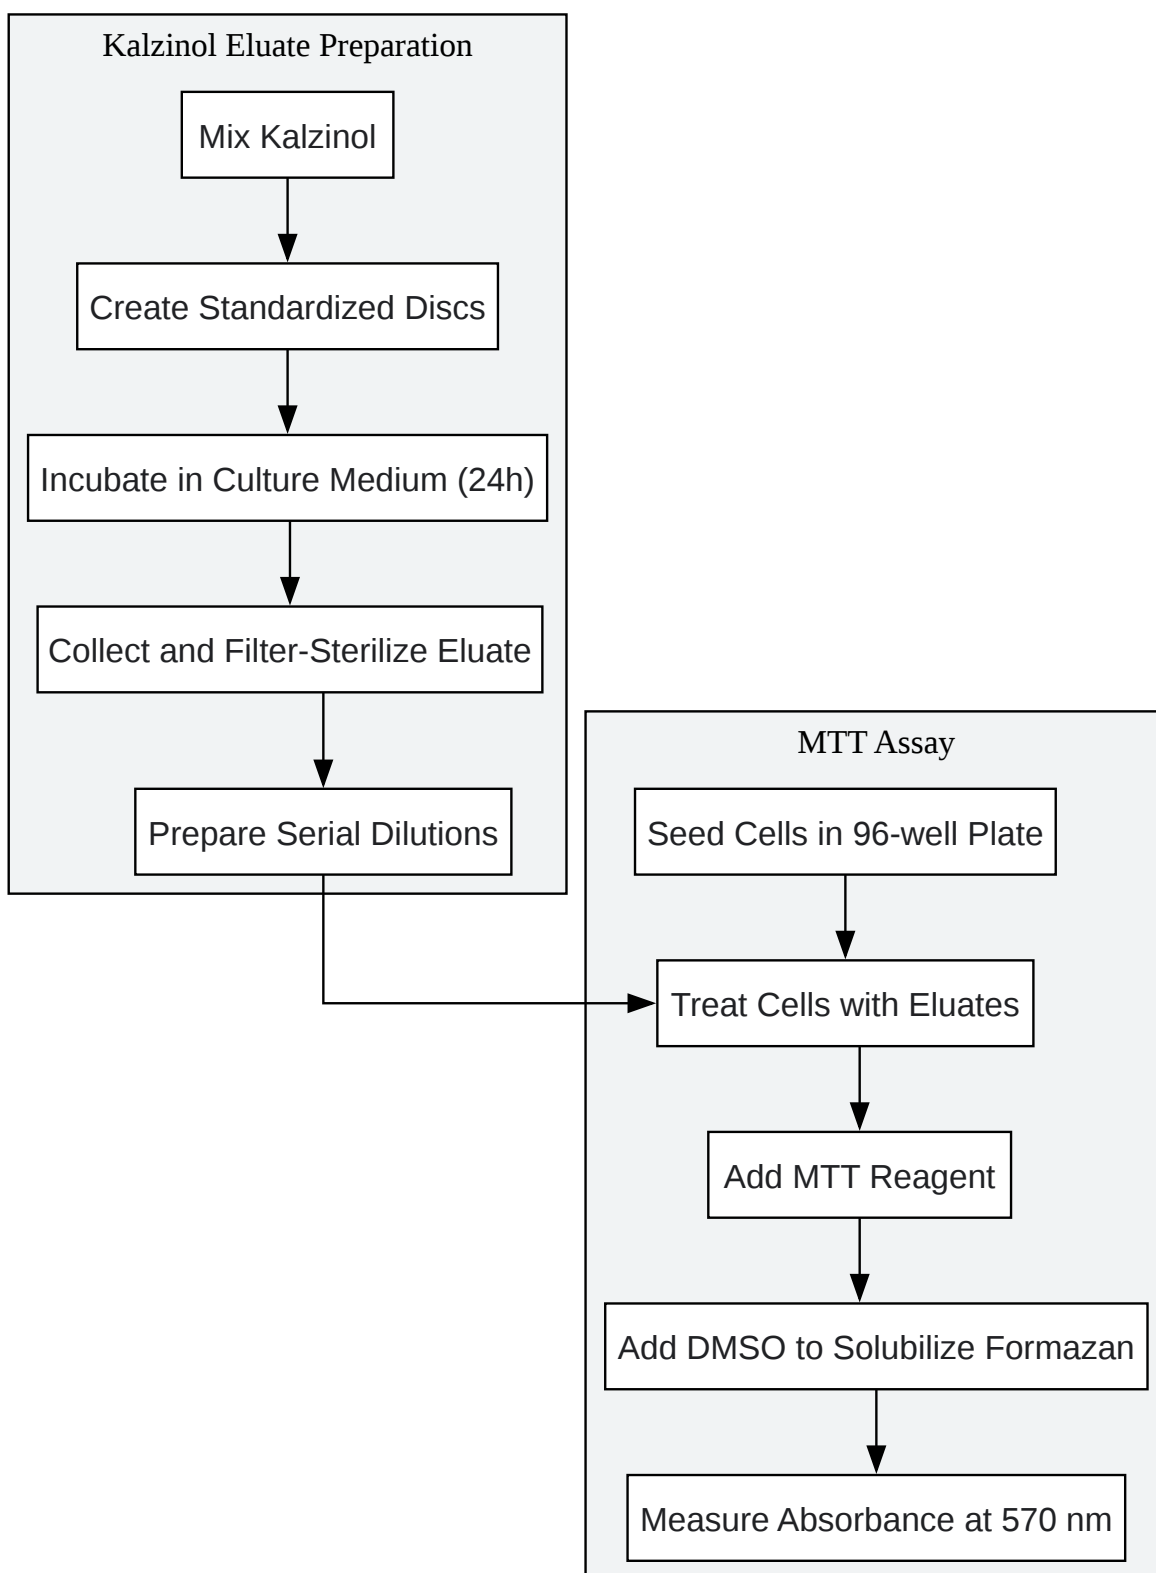 Kalzinol Eluate Preparation
Mix Kalzinol
Create Standardized Discs
Incubate in Culture Medium (24h)
Collect and Filter-Sterilize Eluate
Prepare Serial Dilutions
MTT Assay
Seed Cells in 96-well Plate
Treat Cells with Eluates
Add MTT Reagent
Add DMSO to Solubilize Formazan
Measure Absorbance at 570 nm